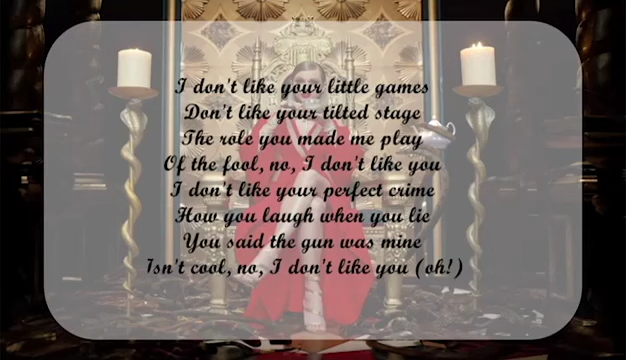 I don't like your little games
Don't like your tilted stage
The role you made me play
Of the fool, no, I don't like you
I don't like your perfect crime
How you laugh when you lie
You said the gun was mine
Isn't cool, no, I don't like you (oh!)